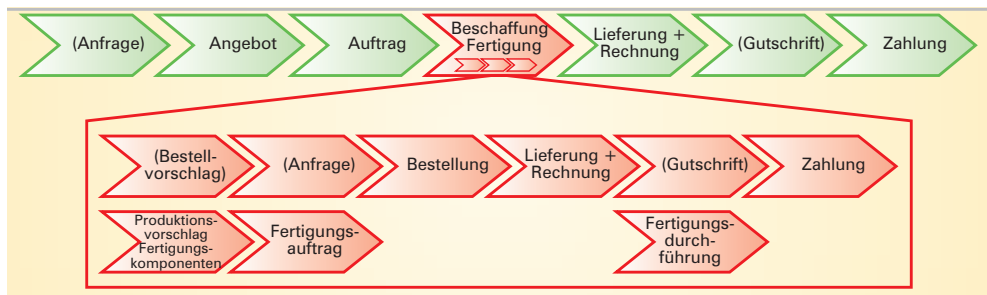 (Anfrage)
Angebot
Auftrag
Beschaffung
Fertigung
Lieferung +
Rechnung
(Gutschrift)
Zahlung
(Bestell-
vorschlag)
(Anfrage)
Bestellung
Lieferung +
Rechnung
(Gutschrift)
Zahlung
Produktions-
vorschlag
Fertigungs-
komponenten
Fertigungs-
auftrag
Fertigungs-
durch-
führung